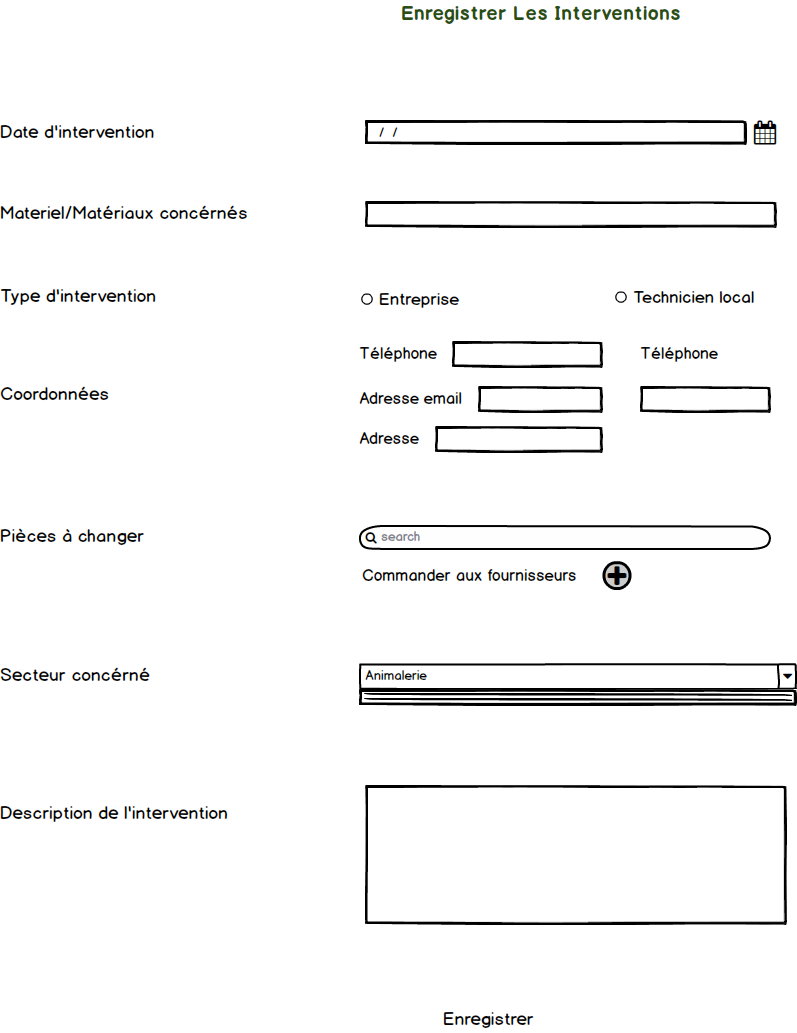 Enregistrer Les Interventions
Date d'intervention
/ /
Materiel/Matériaux concérnés
Type d'intervention
Entreprise
Technicien local
Téléphone
Téléphone
Coordonnées
Adresse email
Adresse
Pièces à changer
search
Commander aux fournisseurs
Secteur concérné
Animalerie
Description de l'intervention
Enregistrer